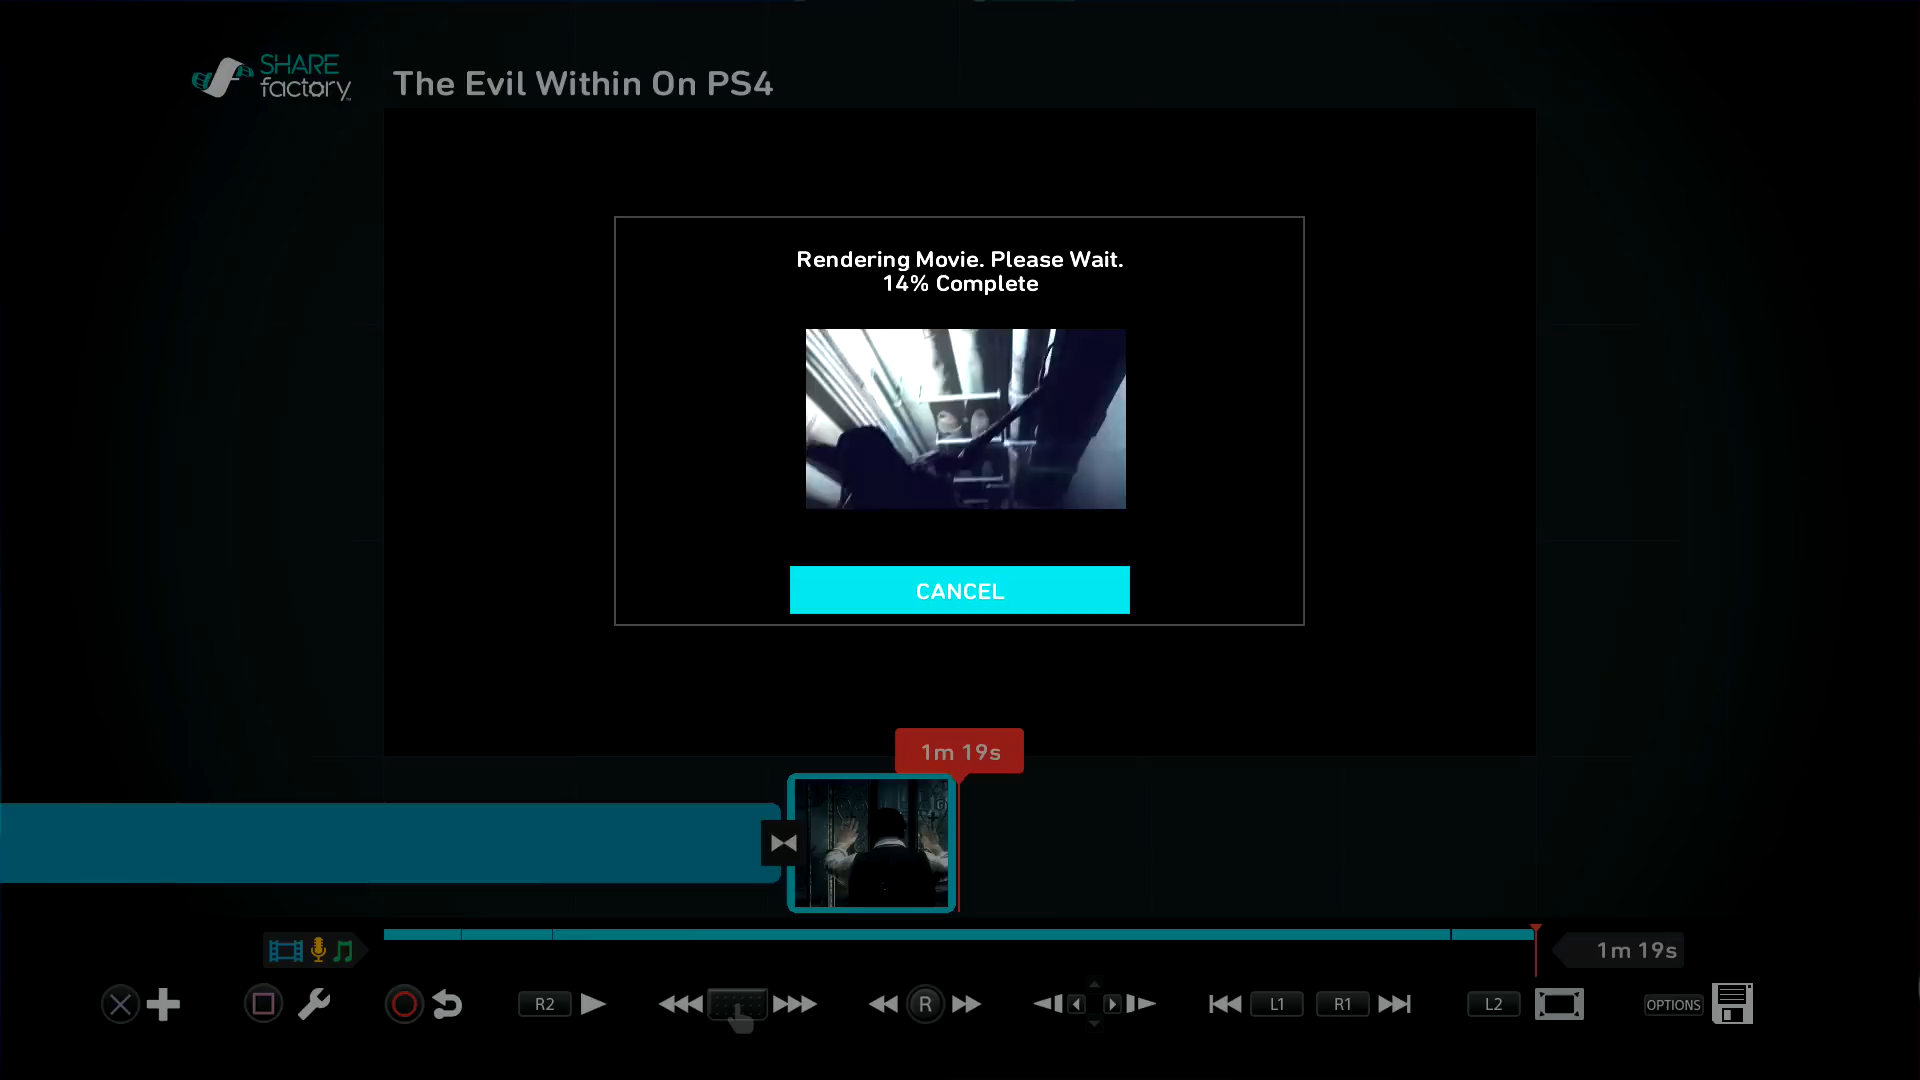 SHARE
factory™
The Evil Within On PS4
Rendering Movie. Please Wait.
14% Complete
CANCEL
1m 19s
1m 19s
R2
R
L1
R1
L2
OPTIONS